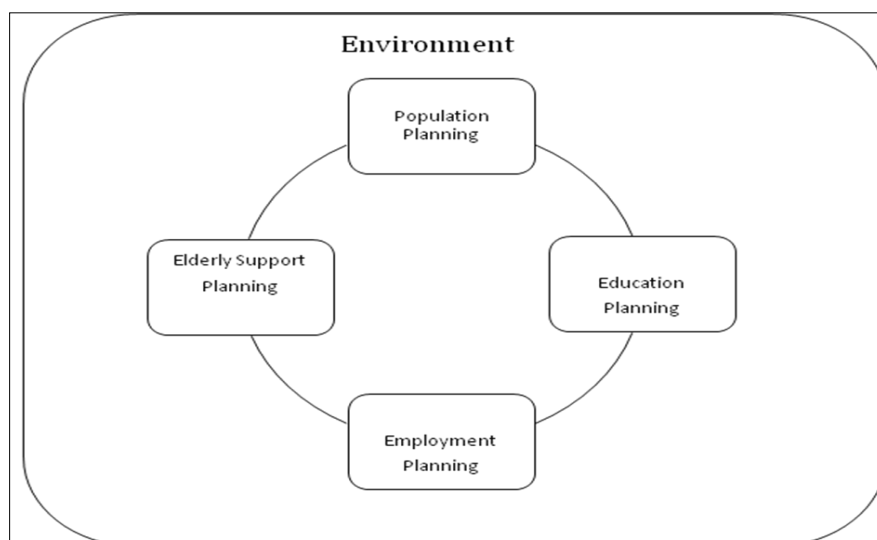 Environment
Population
Planning
Elderly Support
Planning
Education
Planning
Employment
Planning